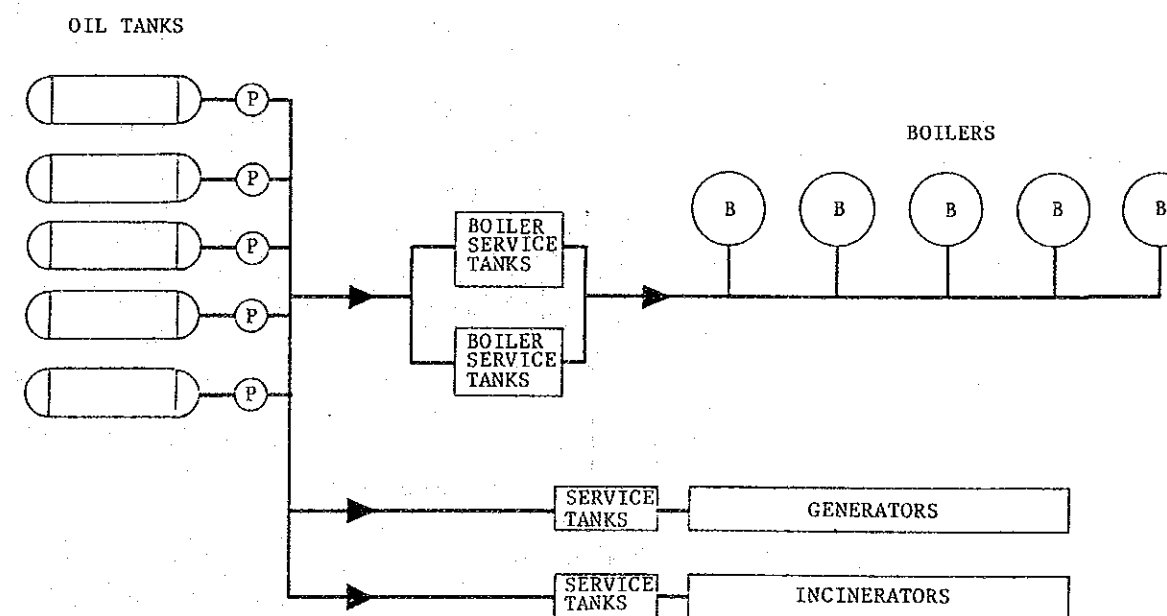 OIL TANKS
P
P
P
P
P
BOILERS
B
B
B
B
B
BOILER
SERVICE
TANKS
BOILER
SERVICE
TANKS
SERVICE
TANKS
GENERATORS
SERVICE
TANKS
INCINERATORS